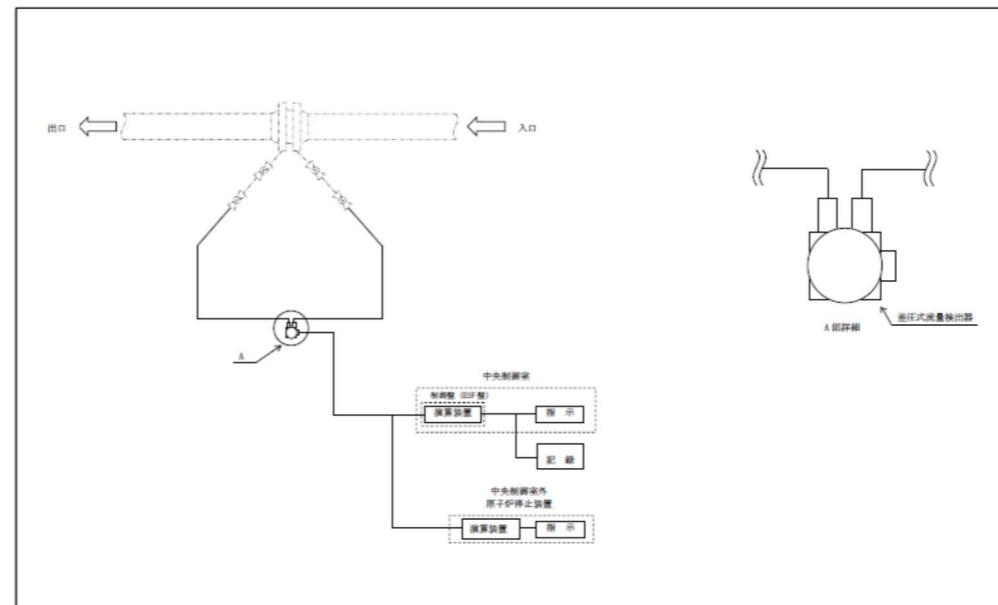 出口
入口
A
A部詳細
差圧式流量検出器
中央制御室
制御盤（ESF盤）
演算装置
指 示
記 録
中央制御室外
原子炉停止装置
演算装置
指 示